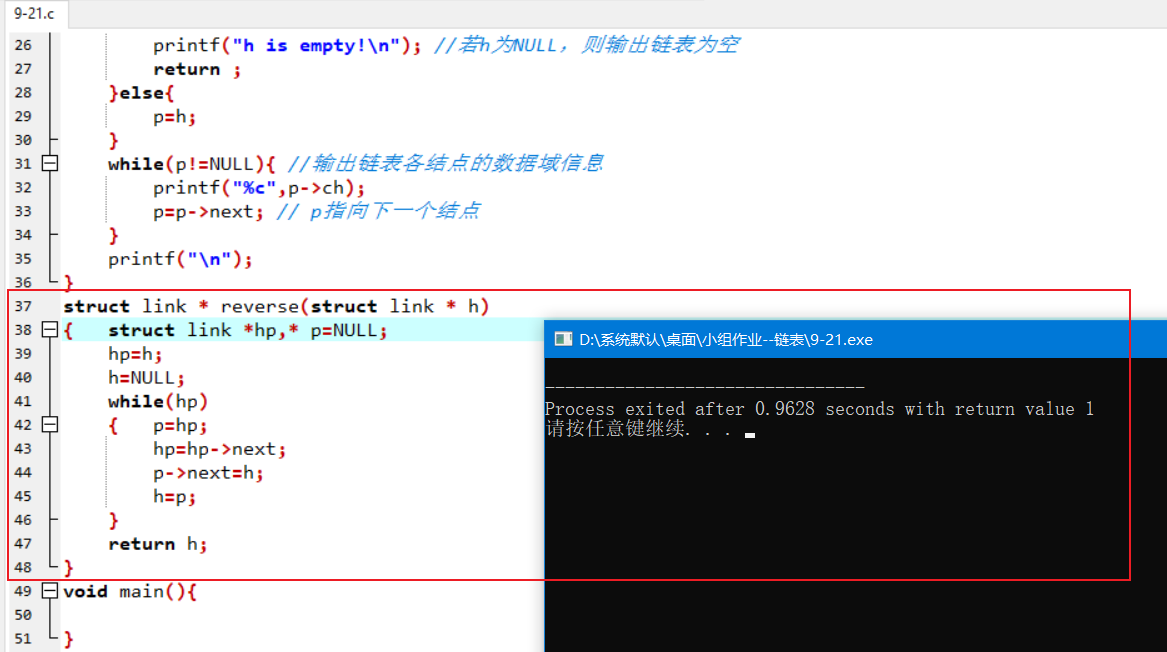 9-21.c
26 printf("h is empty!\n"); //若h为NULL，则输出链表为空
27 return ;
28 }else{
29 p=h;
30 }
31 while(p!=NULL){ //输出链表各结点的数据域信息
32 printf("%c",p->ch);
33 p=p->next; // p指向下一个结点
34 }
35 printf("\n");
36 }
37 struct link * reverse(struct link * h)
38 { struct link *hp,* p=NULL;
39 hp=h;
40 h=NULL;
41 while(hp)
42 { p=hp;
43 hp=hp->next;
44 p->next=h;
45 h=p;
46 }
47 return h;
48 }
49 void main(){
50
51 }
D:\系统默认\桌面\小组作业--链表\9-21.exe
--------------------------------
Process exited after 0.9628 seconds with return value 1
请按任意键继续. . .